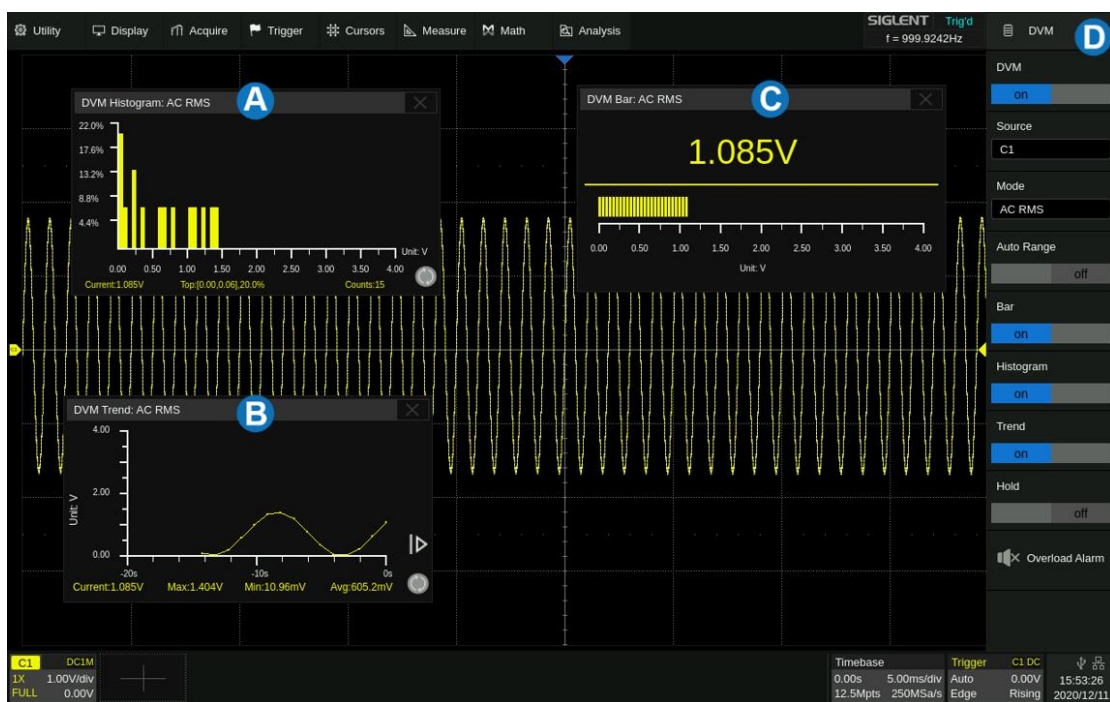 Utility Display Acquire Trigger Cursors Measure Math Analysis
SIGLENT Trig'd
f = 999.9242Hz
DVM
D
DVM Histogram: AC RMS
A
22.0%
17.6%
13.2%
8.8%
4.4%
Unit: V
0.00 0.50 1.00 1.50 2.00 2.50 3.00 3.50 4.00
Current:1.085V Top:[0.00,0.06],20.0% Counts:15
DVM Bar: AC RMS
C
1.085V
0.00 0.50 1.00 1.50 2.00 2.50 3.00 3.50 4.00
Unit: V
DVM Trend: AC RMS
B
4.00
2.00
0.00
Unit: V
-20s -10s 0s
Current:1.085V Max:1.404V Min:10.96mV Avg:605.2mV
DVM
on
Source
C1
Mode
AC RMS
Auto Range
off
Bar
on
Histogram
on
Trend
on
Hold
off
Overload Alarm
C1 DC1M
1X 1.00V/div
FULL 0.00V
Timebase
0.00s 5.00ms/div
12.5Mpts 250MSa/s
Trigger C1 DC
Auto 0.00V
Edge Rising
15:53:26
2020/12/11